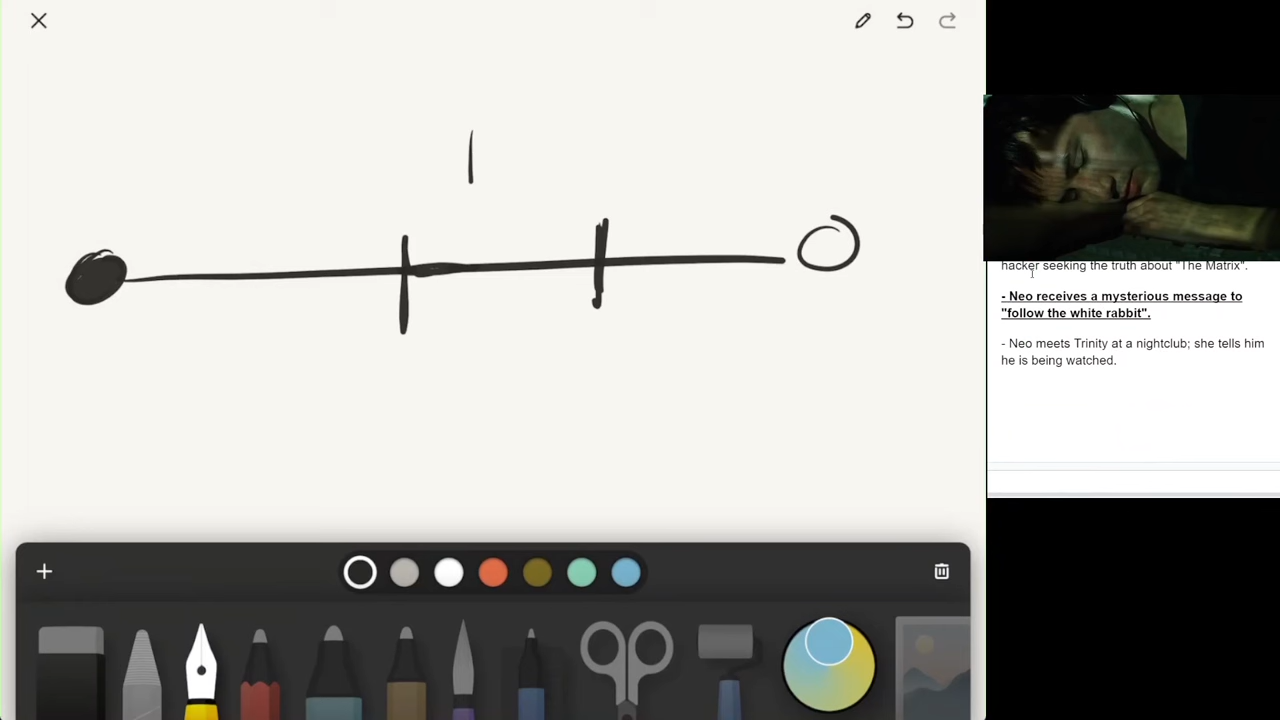 hacker seeking the truth about "The Matrix".
- Neo receives a mysterious message to
"follow the white rabbit".
- Neo meets Trinity at a nightclub; she tells him
he is being watched.